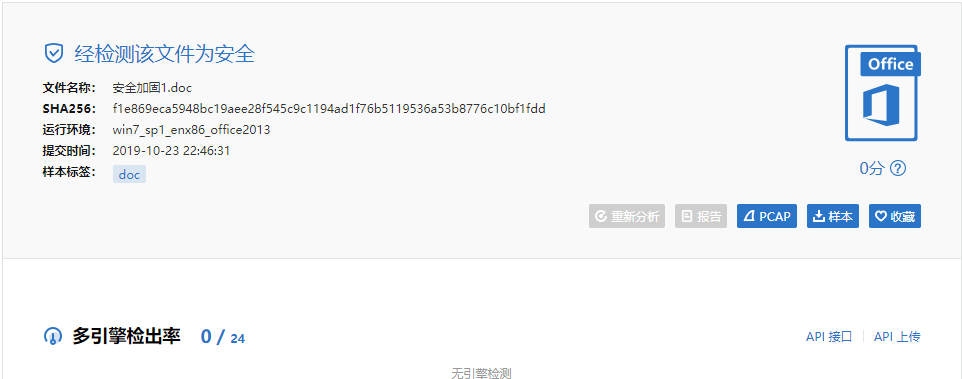 经检测该文件为安全
文件名称： 安全加固1.doc
SHA256： f1e869eca5948bc19aee28f545c9c1194ad1f76b5119536a53b8776c10bf1fdd
运行环境： win7_sp1_enx86_office2013
提交时间： 2019-10-23 22:46:31
样本标签： doc
Office
0分
重新分析 报告 PCAP 样本 收藏
多引擎检出率 0 / 24 API 接口 API 上传
无引擎检测